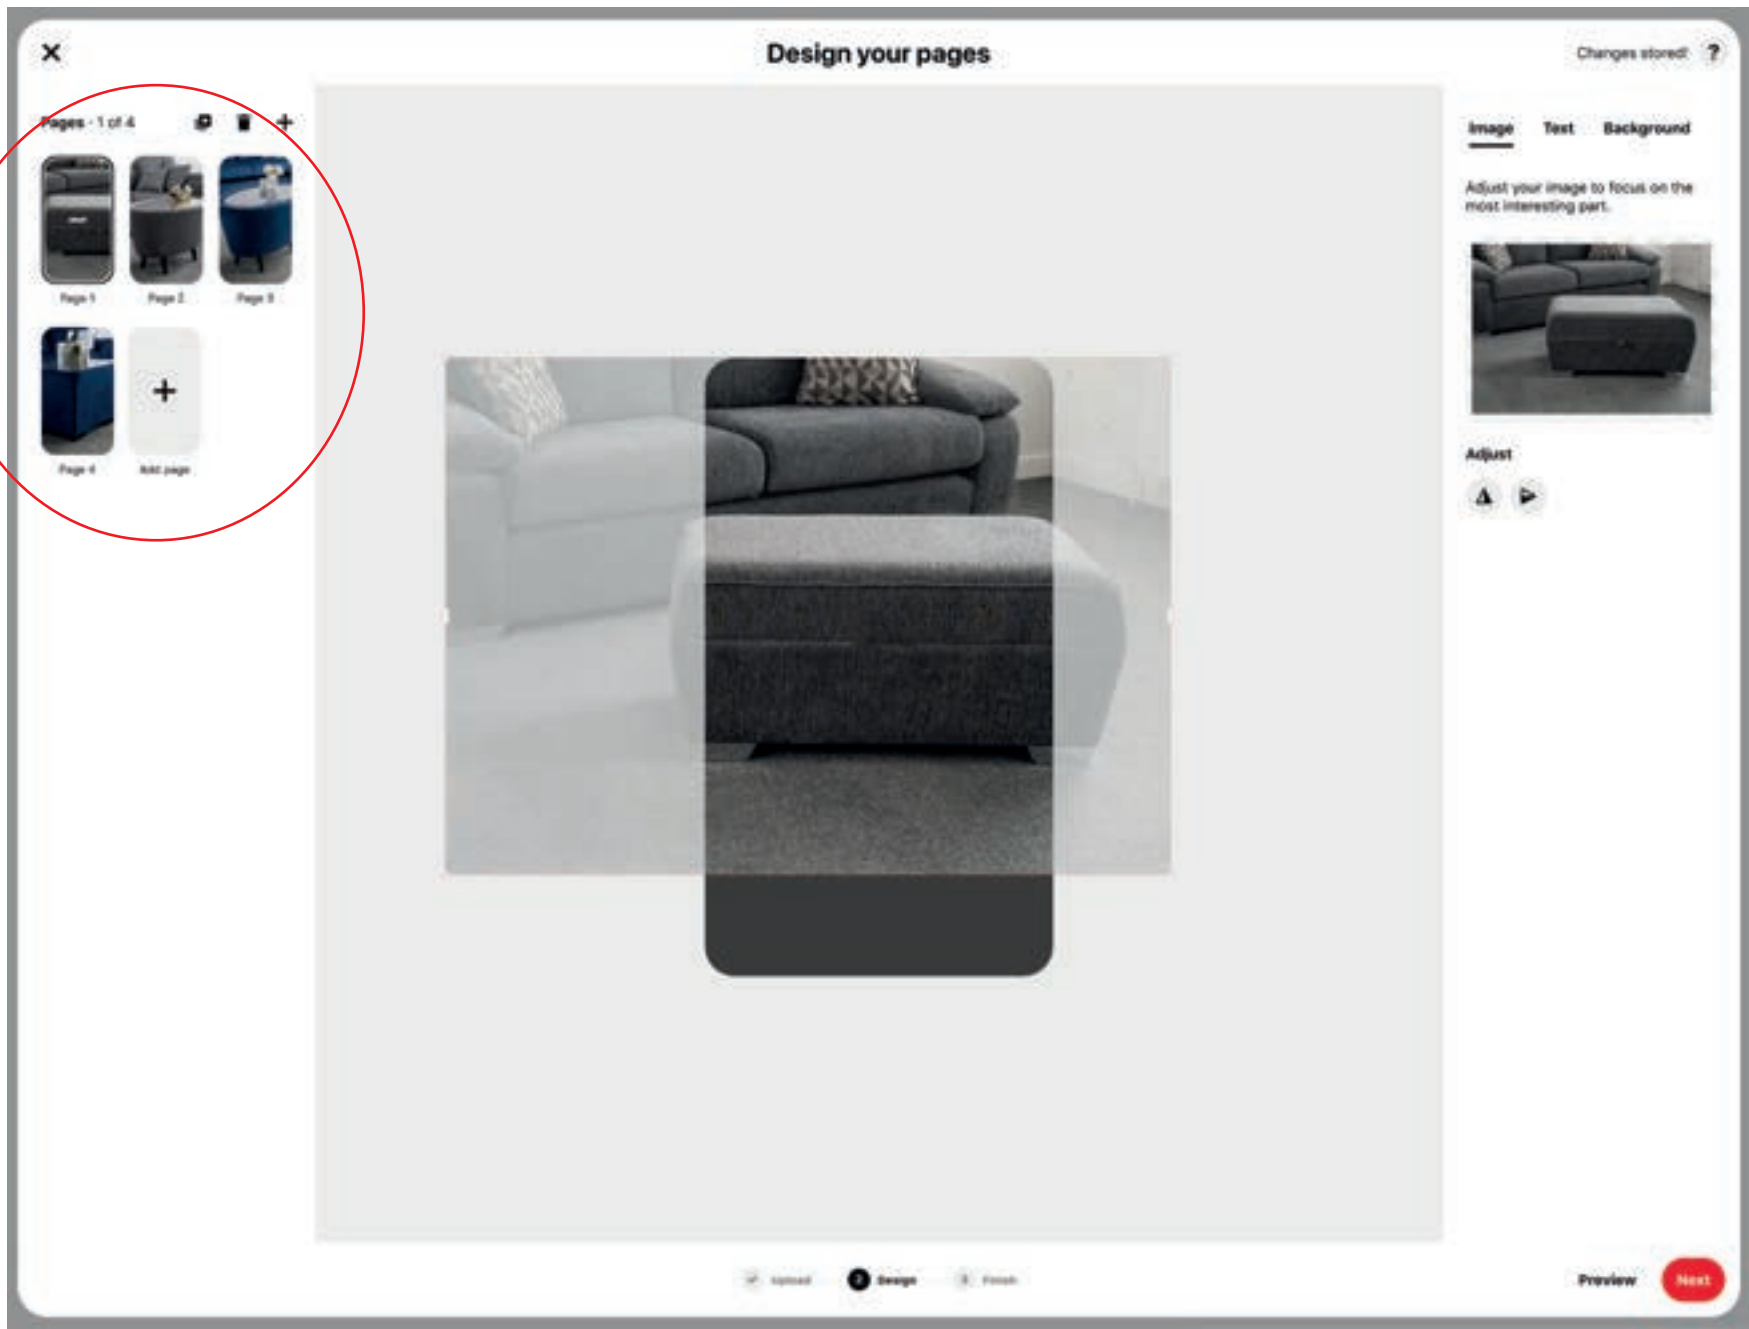 Design your pages
Changes stored!
?
Pages - 1 of 4
Page 1
Page 2
Page 3
Page 4
Add page
Image
Text
Background
Adjust your image to focus on the
most interesting part.
Adjust
Upload
2
Design
3
Finish
Preview
Next